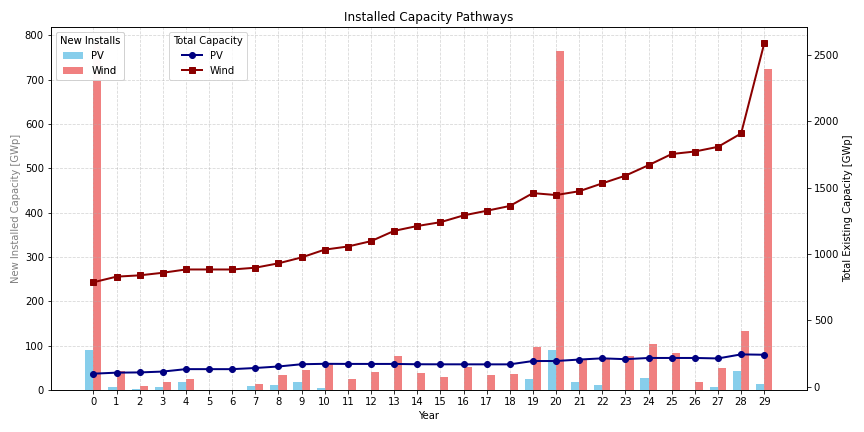 Installed Capacity Pathways
New Installs
PV
Wind
Total Capacity
PV
Wind
New Installed Capacity [GWp]
800
700
600
500
400
300
200
100
0
Total Existing Capacity [GWp]
2500
2000
1500
1000
500
0
0 1 2 3 4 5 6 7 8 9 10 11 12 13 14 15 16 17 18 19 20 21 22 23 24 25 26 27 28 29
Year